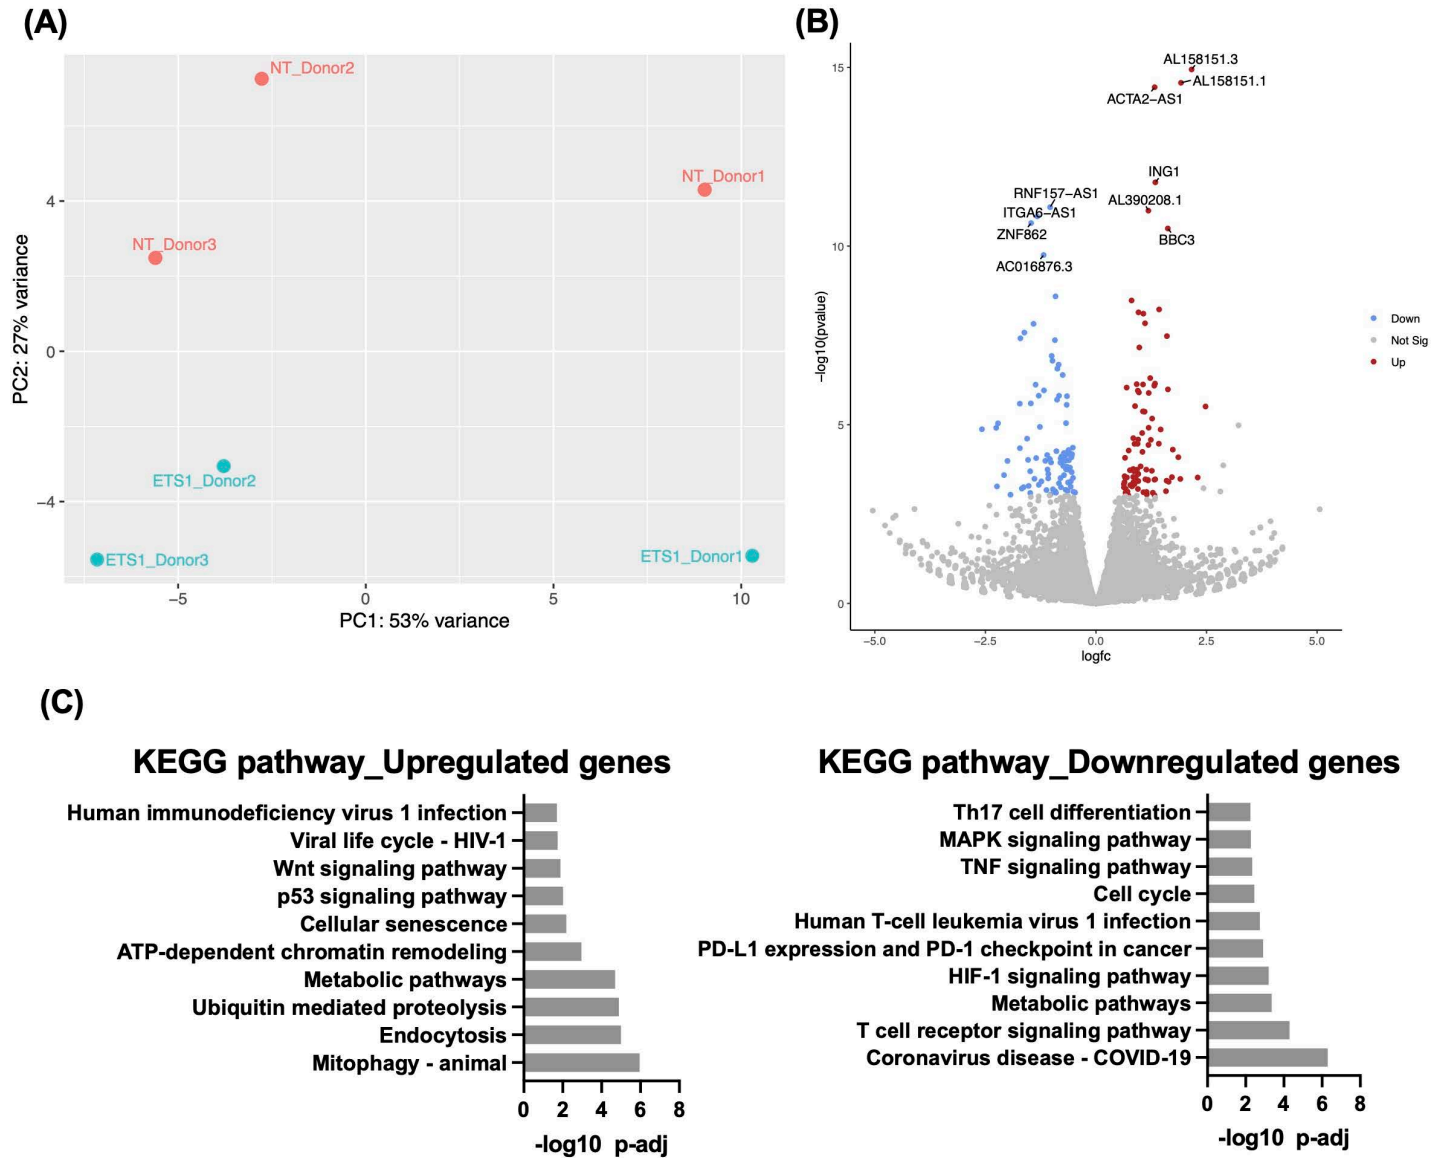 (A)
NT_Donor2
NT_Donor1
NT_Donor3
ETS1_Donor2
ETS1_Donor3
ETS1_Donor1
4
0
−4
PC2: 27% variance
−5
0
5
10
PC1: 53% variance
(B)
AL158151.3
AL158151.1
ACTA2−AS1
ING1
RNF157−AS1
AL390208.1
ITGA6−AS1
ZNF862
BBC3
AC016876.3
15
10
5
0
−log10(pvalue)
−5.0
−2.5
0.0
2.5
5.0
logfc
Down
Not Sig
Up
(C)
KEGG pathway_Upregulated genes
Human immunodeficiency virus 1 infection
Viral life cycle - HIV-1
Wnt signaling pathway
p53 signaling pathway
Cellular senescence
ATP-dependent chromatin remodeling
Metabolic pathways
Ubiquitin mediated proteolysis
Endocytosis
Mitophagy - animal
0 2 4 6 8
-log10 p-adj
KEGG pathway_Downregulated genes
Th17 cell differentiation
MAPK signaling pathway
TNF signaling pathway
Cell cycle
Human T-cell leukemia virus 1 infection
PD-L1 expression and PD-1 checkpoint in cancer
HIF-1 signaling pathway
Metabolic pathways
T cell receptor signaling pathway
Coronavirus disease - COVID-19
0 2 4 6 8
-log10 p-adj